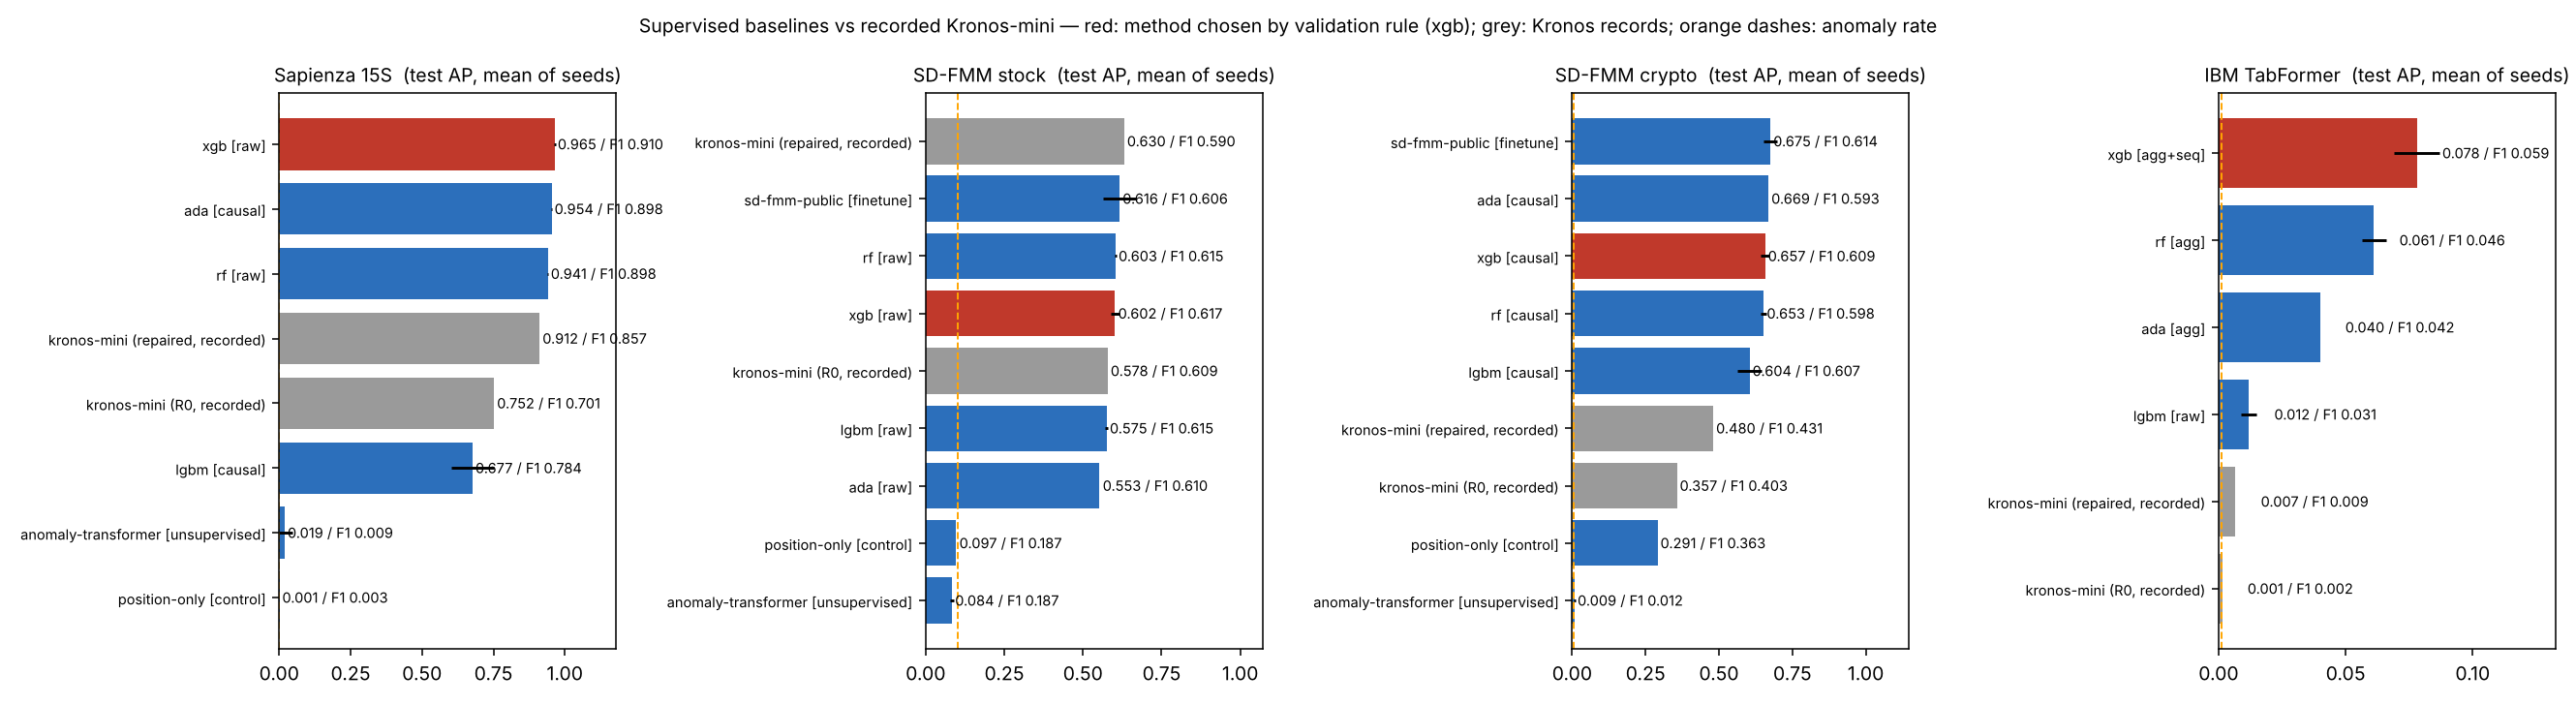 Supervised baselines vs recorded Kronos-mini — red: method chosen by validation rule (xgb); grey: Kronos records; orange dashes: anomaly rate
Sapienza 15S (test AP, mean of seeds)
xgb [raw] 0.965 / F1 0.910
ada [causal] 0.954 / F1 0.898
rf [raw] 0.941 / F1 0.898
kronos-mini (repaired, recorded) 0.912 / F1 0.857
kronos-mini (R0, recorded) 0.752 / F1 0.701
lgbm [causal] 0.677 / F1 0.784
anomaly-transformer [unsupervised] 0.019 / F1 0.009
position-only [control] 0.001 / F1 0.003
0.00 0.25 0.50 0.75 1.00
SD-FMM stock (test AP, mean of seeds)
kronos-mini (repaired, recorded) 0.630 / F1 0.590
sd-fmm-public [finetune] 0.616 / F1 0.606
rf [raw] 0.603 / F1 0.615
xgb [raw] 0.602 / F1 0.617
kronos-mini (R0, recorded) 0.578 / F1 0.609
lgbm [raw] 0.575 / F1 0.615
ada [raw] 0.553 / F1 0.610
position-only [control] 0.097 / F1 0.187
anomaly-transformer [unsupervised] 0.084 / F1 0.187
0.00 0.25 0.50 0.75 1.00
SD-FMM crypto (test AP, mean of seeds)
sd-fmm-public [finetune] 0.675 / F1 0.614
ada [causal] 0.669 / F1 0.593
xgb [causal] 0.657 / F1 0.609
rf [causal] 0.653 / F1 0.598
lgbm [causal] 0.604 / F1 0.607
kronos-mini (repaired, recorded) 0.480 / F1 0.431
kronos-mini (R0, recorded) 0.357 / F1 0.403
position-only [control] 0.291 / F1 0.363
anomaly-transformer [unsupervised] 0.009 / F1 0.012
0.00 0.25 0.50 0.75 1.00
IBM TabFormer (test AP, mean of seeds)
xgb [agg+seq] 0.078 / F1 0.059
rf [agg] 0.061 / F1 0.046
ada [agg] 0.040 / F1 0.042
lgbm [raw] 0.012 / F1 0.031
kronos-mini (repaired, recorded) 0.007 / F1 0.009
kronos-mini (R0, recorded) 0.001 / F1 0.002
0.00 0.05 0.10